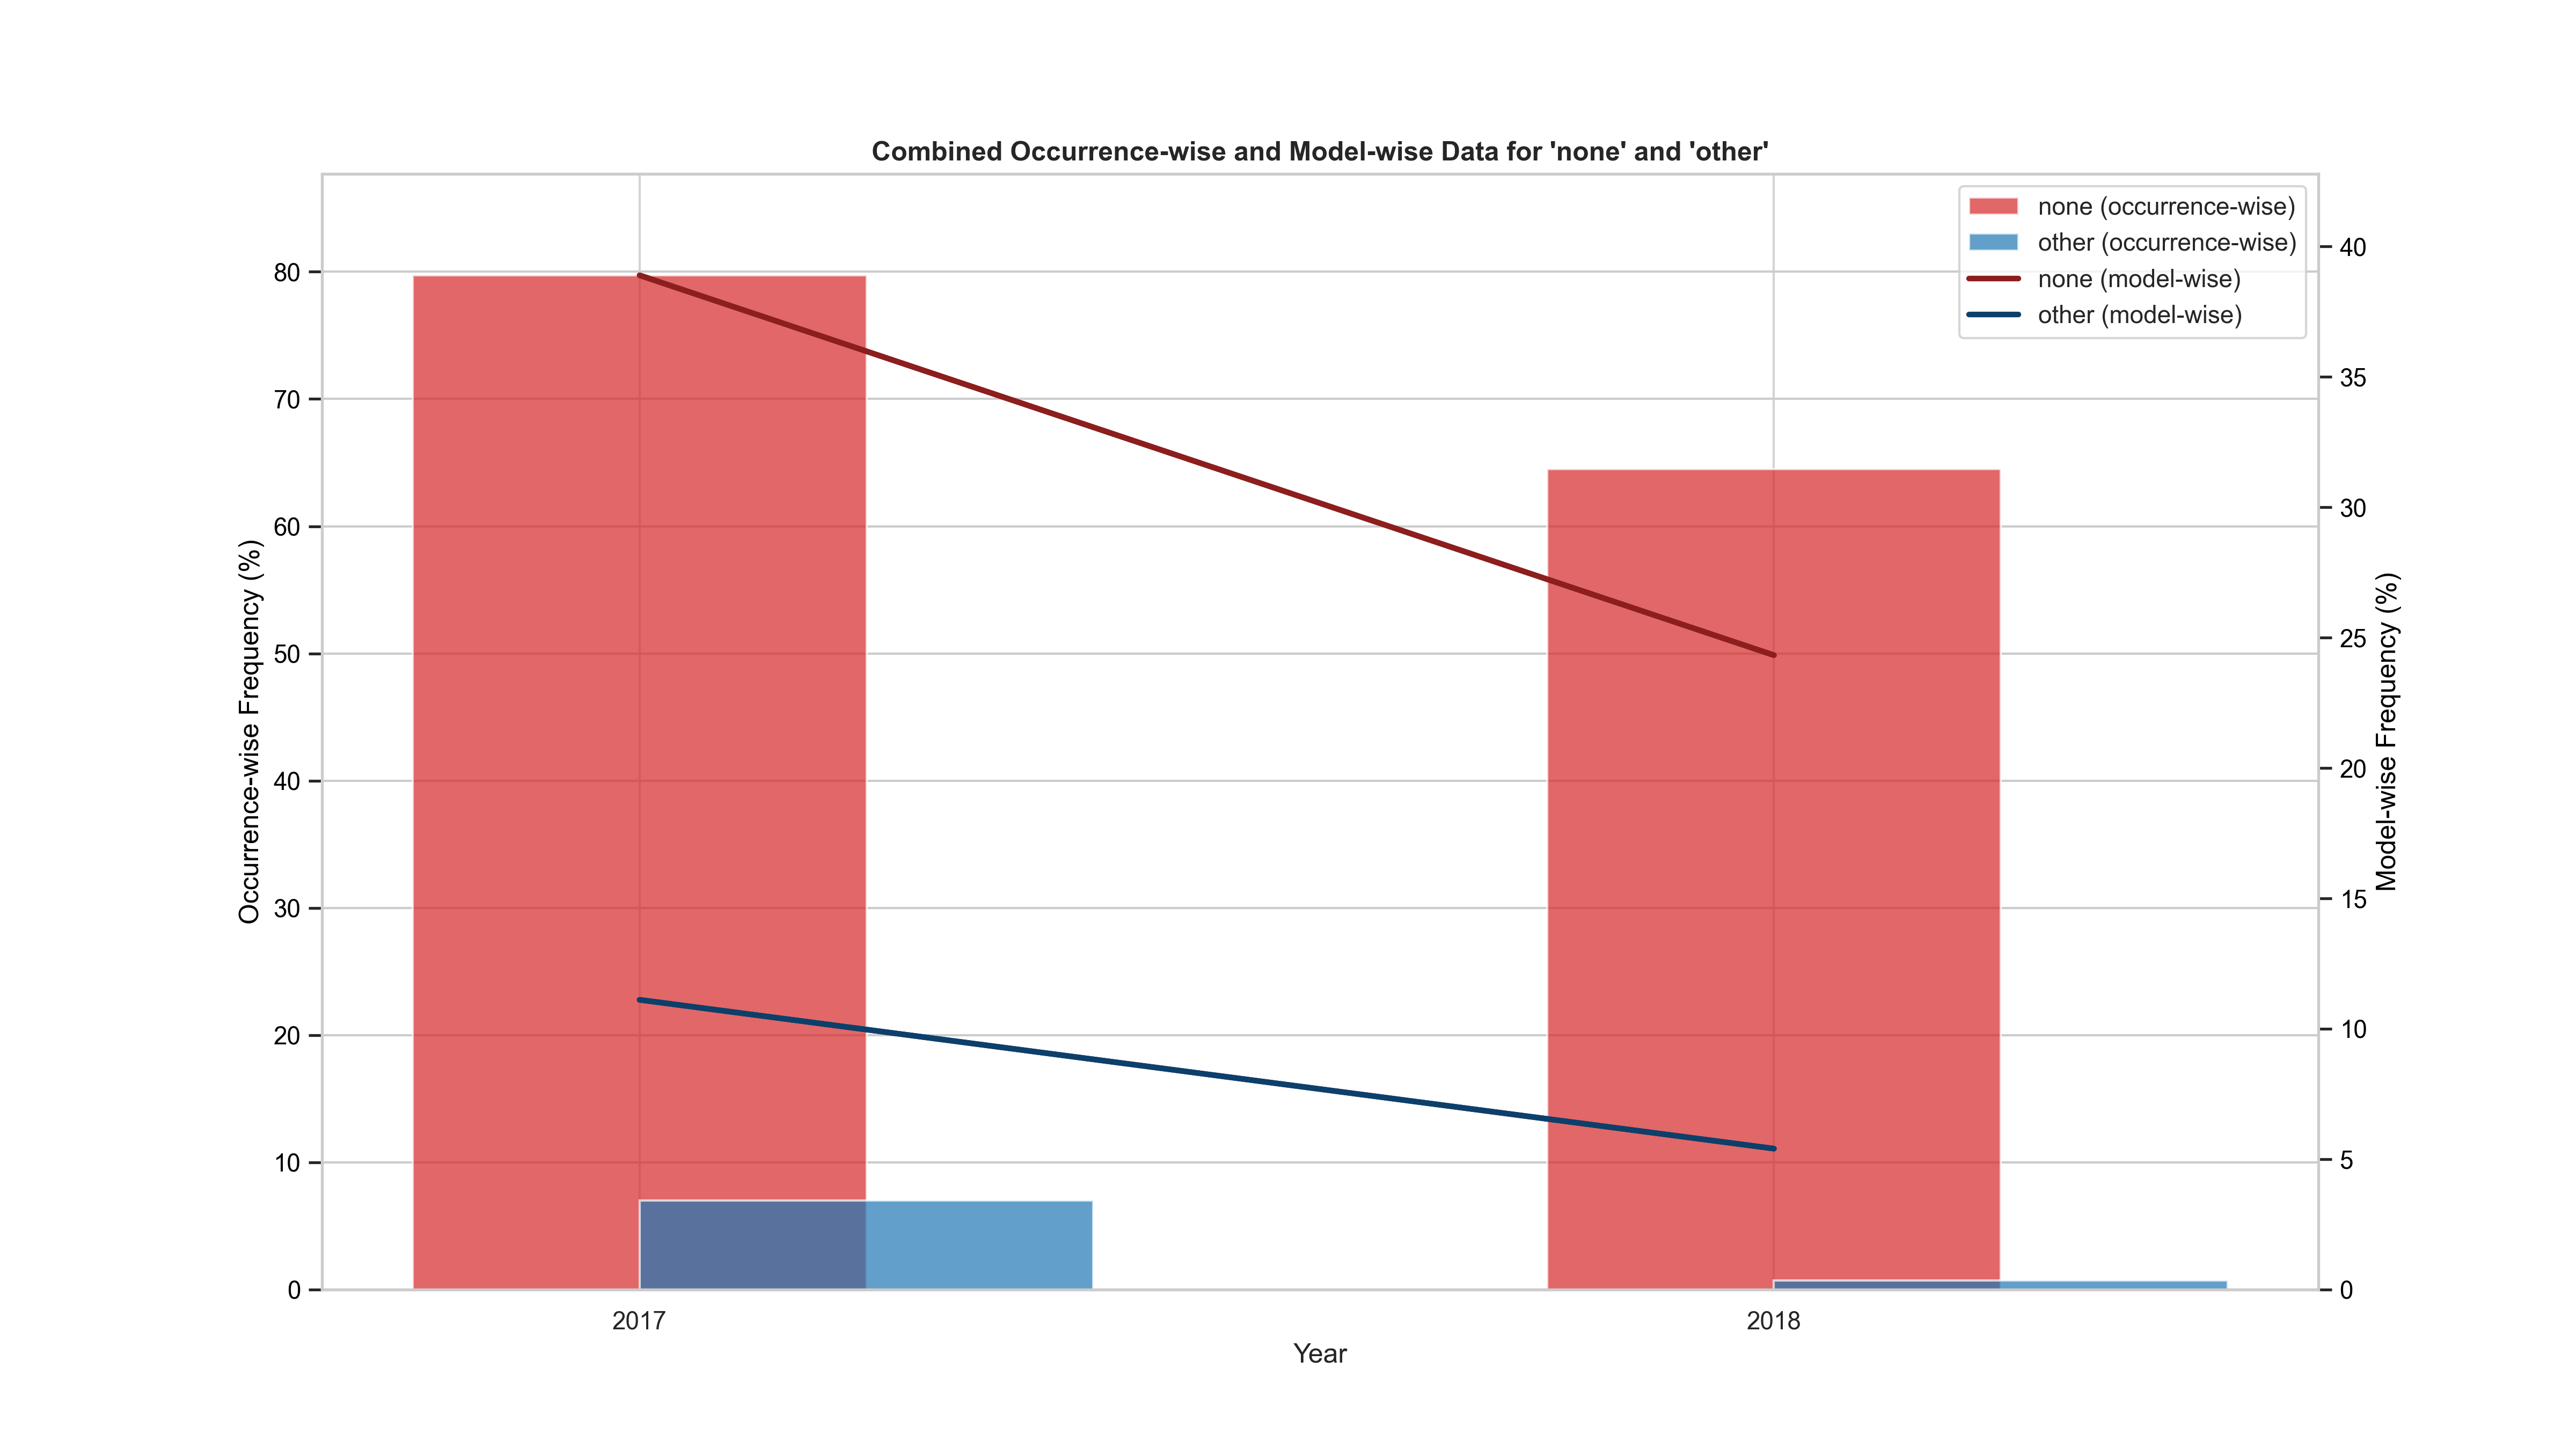 Combined Occurrence-wise and Model-wise Data for 'none' and 'other'
none (occurrence-wise)
other (occurrence-wise)
none (model-wise)
other (model-wise)
Occurrence-wise Frequency (%)
80
70
60
50
40
30
20
10
0
40
35
30
25
20
15
10
5
0
Model-wise Frequency (%)
2017
2018
Year